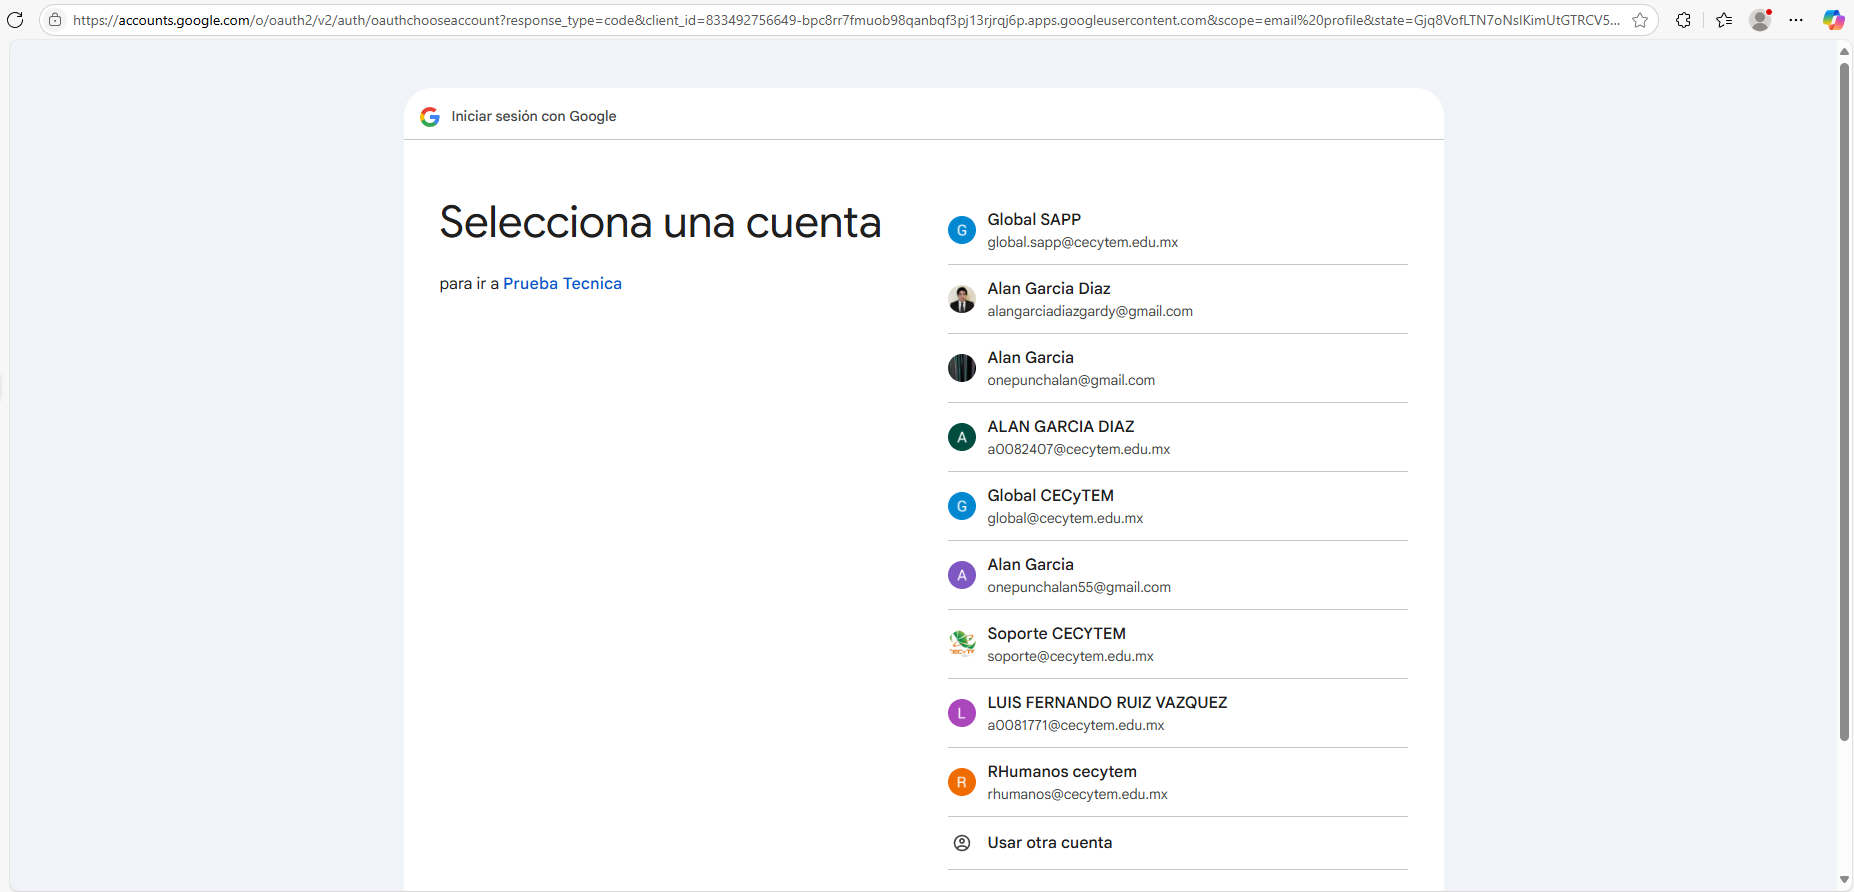 https://accounts.google.com/o/oauth2/v2/auth/oauthchooseaccount?response_type=code&client_id=833492756649-bpc8rr7fmuob98qanbqf3pj13rjrqj6p.apps.googleusercontent.com&scope=email%20profile&state=Gjq8VofLTN7oNslKimUtGTRCV5...
Iniciar sesión con Google
Selecciona una cuenta
para ir a Prueba Tecnica
G
Global SAPP
global.sapp@cecytem.edu.mx
Alan Garcia Diaz
alangarciadiazgardy@gmail.com
Alan Garcia
onepunchalan@gmail.com
A
ALAN GARCIA DIAZ
a0082407@cecytem.edu.mx
G
Global CECyTEM
global@cecytem.edu.mx
A
Alan Garcia
onepunchalan55@gmail.com
Soporte CECYTEM
soporte@cecytem.edu.mx
L
LUIS FERNANDO RUIZ VAZQUEZ
a0081771@cecytem.edu.mx
R
RHumanos cecytem
rhumanos@cecytem.edu.mx
Usar otra cuenta